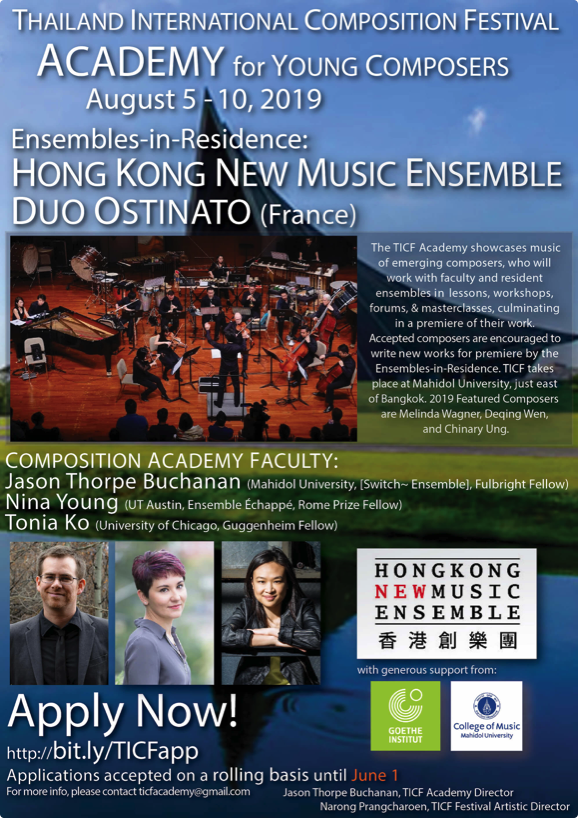 THAILAND INTERNATIONAL COMPOSITION FESTIVAL
ACADEMY for YOUNG COMPOSERS
August 5 - 10, 2019
Ensembles-in-Residence:
HONG KONG NEW MUSIC ENSEMBLE
DUO OSTINATO (France)
The TICF Academy showcases music
of emerging composers, who will
work with faculty and resident
ensembles in lessons, workshops,
forums, & masterclasses, culminating
in a premiere of their work.
Accepted composers are encouraged to
write new works for premiere by the
Ensembles-in-Residence. TICF takes
place at Mahidol University, just east
of Bangkok. 2019 Featured Composers
are Melinda Wagner, Deqing Wen,
and Chinary Ung.
COMPOSITION ACADEMY FACULTY:
Jason Thorpe Buchanan (Mahidol University, [Switch~ Ensemble], Fulbright Fellow)
Nina Young (UT Austin, Ensemble Échappé, Rome Prize Fellow)
Tonia Ko (University of Chicago, Guggenheim Fellow)
HONGKONG
NEWMUSIC
ENSEMBLE
香港創樂團
with generous support from:
GOETHE
INSTITUT
College of Music
Mahidol University
Apply Now!
http://bit.ly/TICFapp
Applications accepted on a rolling basis until June 1
For more info, please contact ticfacademy@gmail.com
Jason Thorpe Buchanan, TICF Academy Director
Narong Prangcharoen, TICF Festival Artistic Director